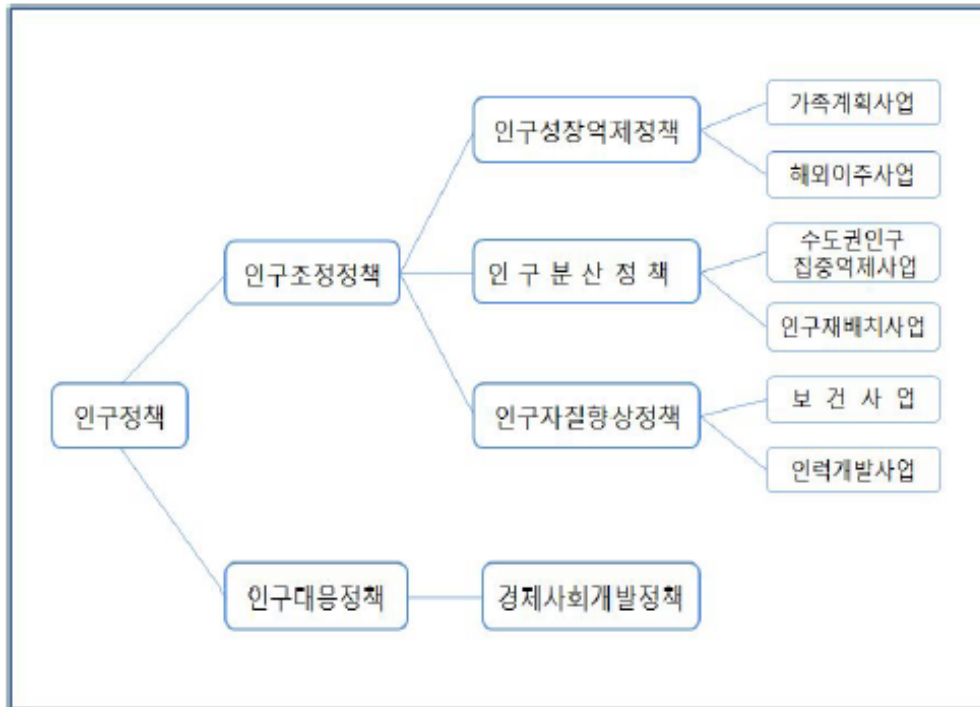 인구정책
인구조정정책
인구대응정책
인구성장억제정책
인 구 분 산 정 책
인구자질향상정책
경제사회개발정책
가족계획사업
해외이주사업
수도권인구
집중억제사업
인구재배치사업
보 건 사 업
인력개발사업